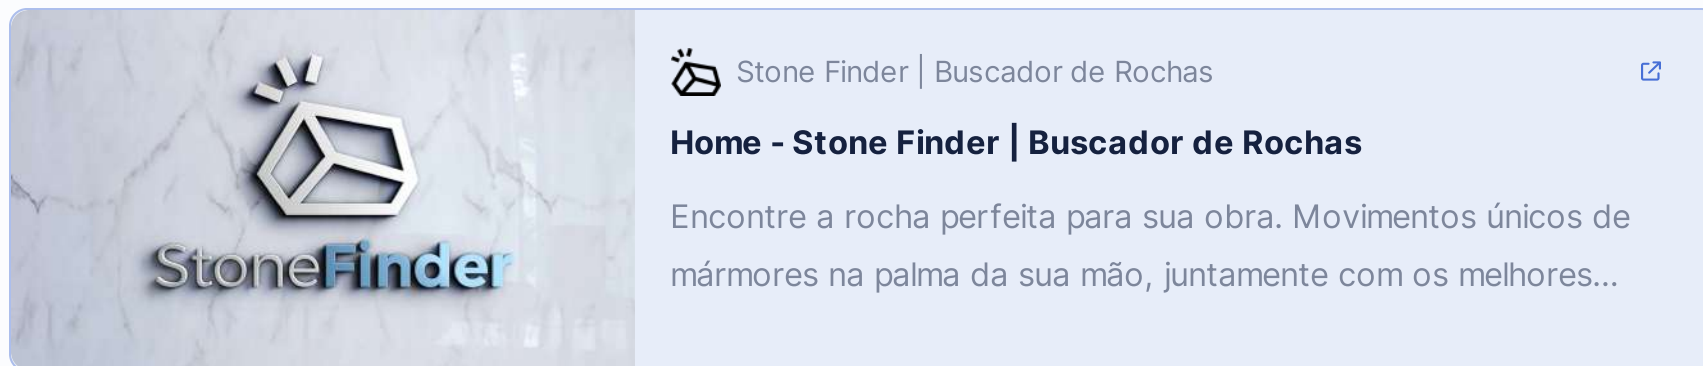 StoneFinder
Stone Finder | Buscador de Rochas
Home - Stone Finder | Buscador de Rochas
Encontre a rocha perfeita para sua obra. Movimentos únicos de
mármores na palma da sua mão, juntamente com os melhores...